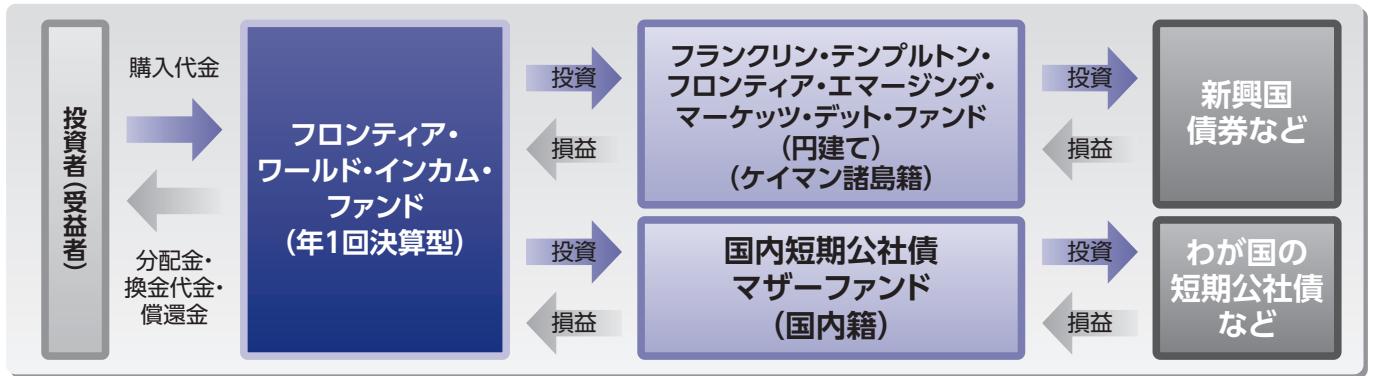 投資者（受益者）
購入代金
分配金・
換金代金・
償還金
フロンティア・
ワールド・インカム・
ファンド
（年1回決算型）
投資
損益
フランクリン・テンプルトン・
フロンティア・エマージング・
マーケッツ・デット・ファンド
（円建て）
（ケイマン諸島籍）
投資
損益
新興国
債券など
投資
損益
国内短期公社債
マザーファンド
（国内籍）
投資
損益
わが国の
短期公社債
など